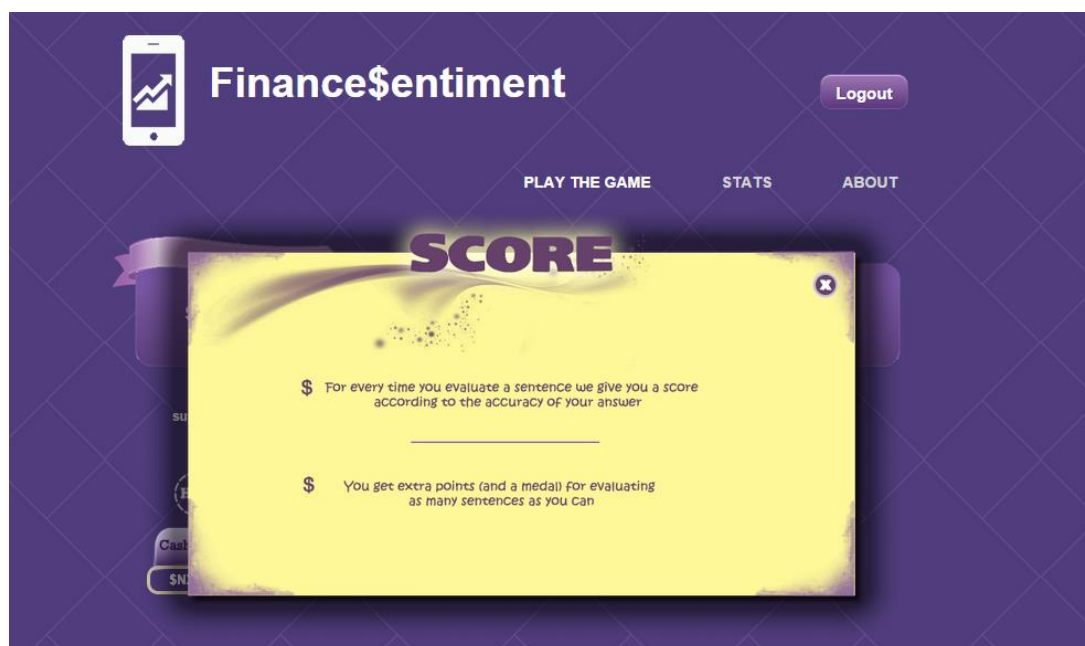 Finance$entiment
Logout
PLAY THE GAME STATS ABOUT
SCORE
$ For every time you evaluate a sentence we give you a score
according to the accuracy of your answer
$ You get extra points (and a medal) for evaluating
as many sentences as you can